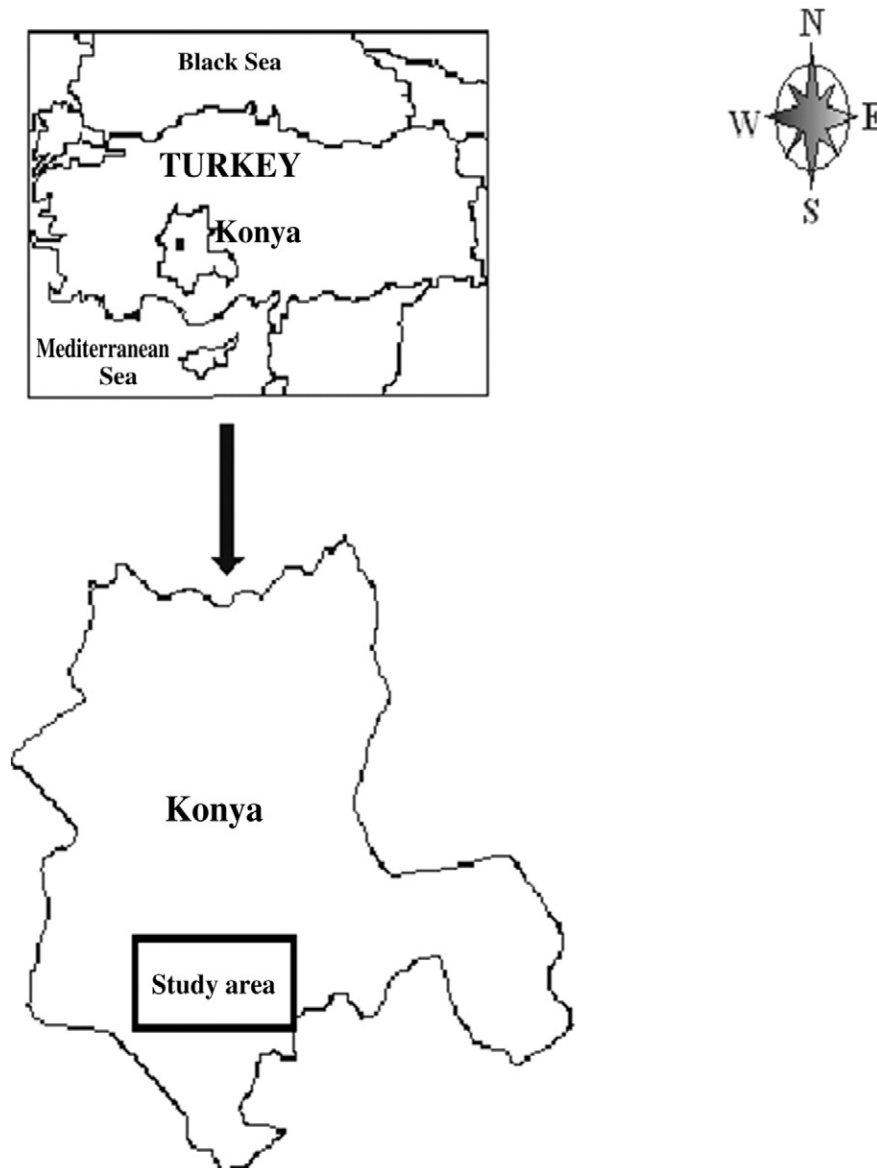 Black Sea
TURKEY
Konya
Mediterranean
Sea
N
W
E
S
Konya
Study area